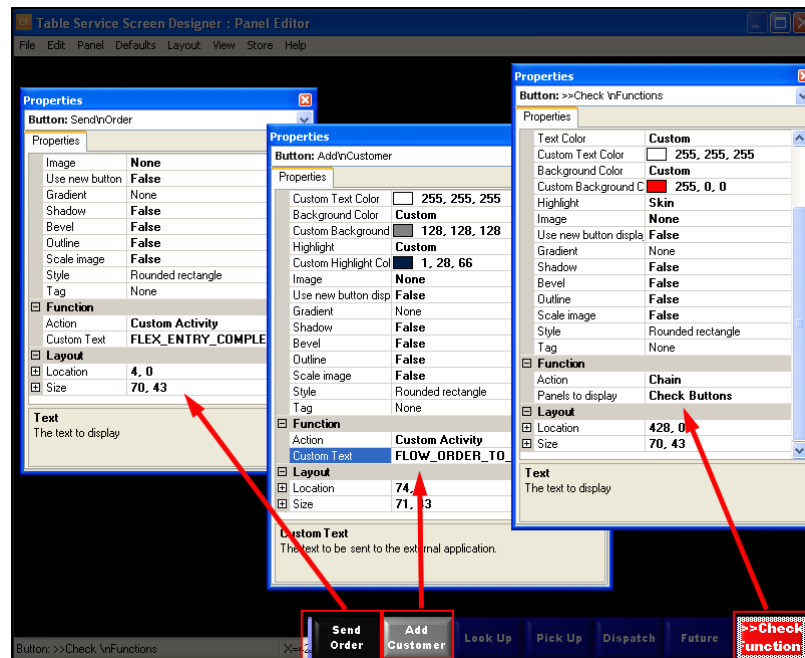 CF Table Service Screen Designer : Panel Editor
File Edit Panel Defaults Layout View Store Help
Properties
Button: Send\nOrder
Properties
Image None
Use new button False
Gradient None
Shadow False
Bevel False
Outline False
Scale image False
Style Rounded rectangle
Tag None
Function
Action Custom Activity
Custom Text FLEX_ENTRY_COMPLE
Layout
Location 4, 0
Size 70, 43
Text
The text to display
Properties
Button: Add\nCustomer
Properties
Custom Text Color 255, 255, 255
Background Color Custom
Custom Background 128, 128, 128
Highlight Custom
Custom Highlight Col 1, 28, 66
Image None
Use new button disp False
Gradient None
Shadow False
Bevel False
Outline False
Scale image False
Style Rounded rectangle
Tag None
Function
Action Custom Activity
Custom Text FLOW_ORDER_TO_
Layout
Location 74,
Size 71, 43
Custom Text
The text to be sent to the external application.
Properties
Button: >>Check \nFunctions
Properties
Text Color Custom
Custom Text Color 255, 255, 255
Background Color Custom
Custom Background C 255, 0, 0
Highlight Skin
Image None
Use new button displa False
Gradient None
Shadow False
Bevel False
Outline False
Scale image False
Style Rounded rectangle
Tag None
Function
Action Chain
Panels to display Check Buttons
Layout
Location 428, 0
Size 70, 43
Text
The text to display
Send
Order
Add
Customer
Look Up
Pick Up
Dispatch
Future
>>Check
Function
Button: >>Check \nFunctions